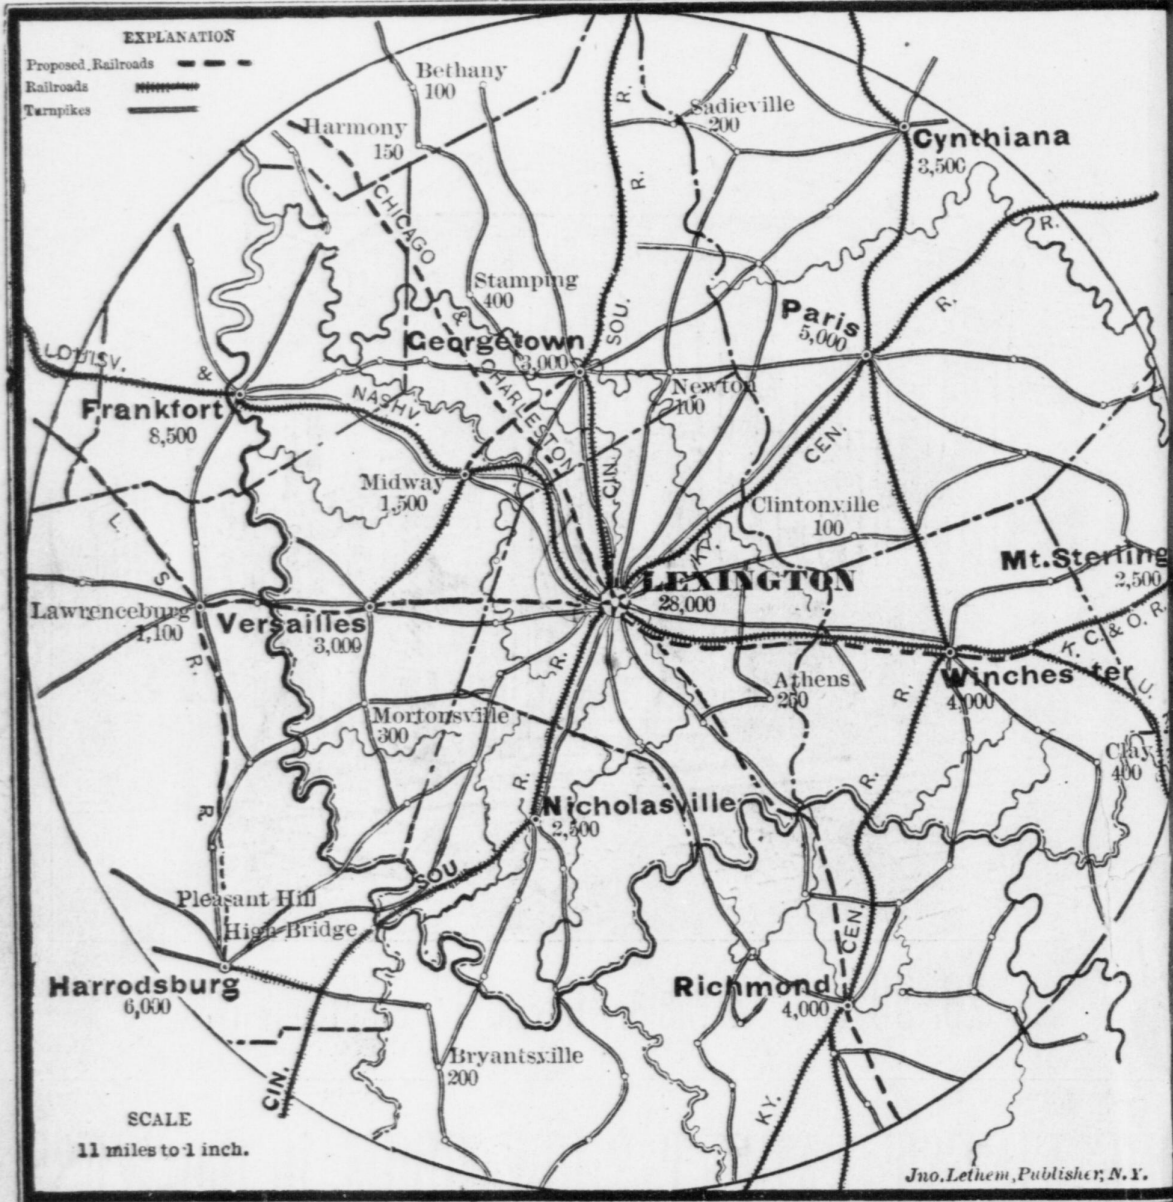 EXPLANATION
Proposed Railroads
Railroads
Turnpikes
Bethany
100
Harmony
150
Sadieville
200
Cynthiana
3,500
R.
R.
SOU.
CIN.
CHICAGO
&
CHARLESTON
R.
R.
Stamping
400
Georgetown
3,000
Paris
5,000
LOUISV.
&
NASHV.
Frankfort
8,500
Newton
100
CEN.
Midway
1,500
Clintonville
100
L.
S.
R.
R.
Mt. Sterling
2,500
LEXINGTON
28,000
Lawrenceburg
1,100
Versailles
3,000
K. C. & O. R.
U.
Winchester
4,000
R.
R.
Athens
250
Mortonsville
300
R.
R.
Clay
400
Nicholasville
2,500
SOU.
Pleasant Hill
High Bridge
CEN.
Harrodsburg
6,000
Richmond
4,000
Bryantsville
200
CIN.
KY.
SCALE
11 miles to 1 inch.
Jno. Lethem, Publisher, N. Y.